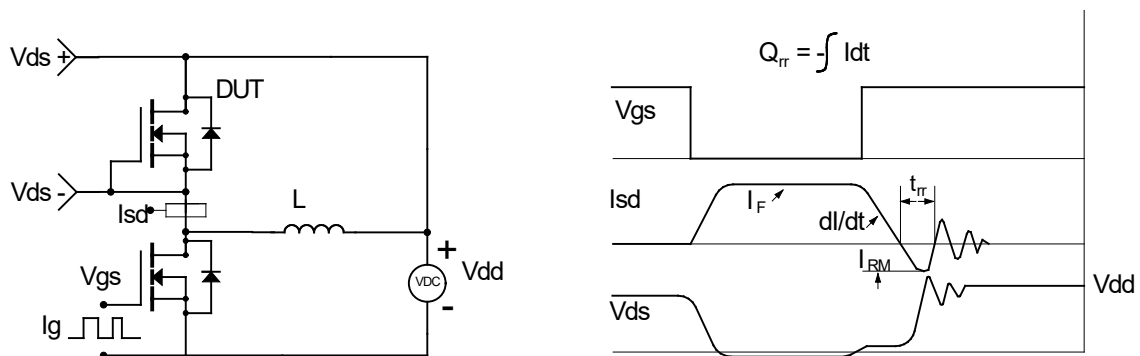 Vds +
DUT
Vds -
Isd
L
Vgs
Ig
+
VDC
-
Vdd
Qrr = -∫ Idt
Vgs
Isd
IF
dI/dt
trr
IRM
Vds
Vdd